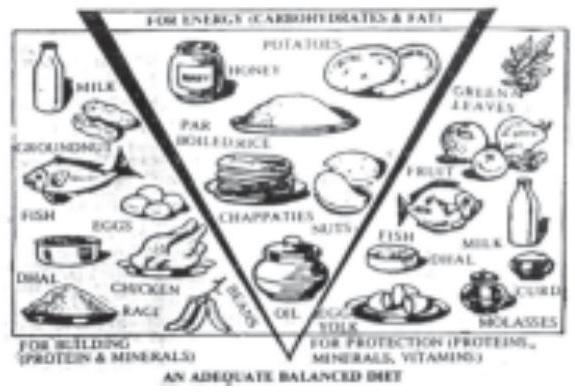 FOR ENERGY (CARBOHYDRATES & FAT)
POTATOES
HONEY
MILK
GREEN
LEAVES
GROUNDNUT
PAR
BOILED RICE
FRUIT
FISH
EGGS
CHAPPATIES
NUTS
FISH
MILK
DHAL
DHAL
CHICKEN
CURD
RAGI
BEANS
OIL
EGG
YOLK
MOLASSES
FOR BUILDING
(PROTEIN & MINERALS)
FOR PROTECTION (PROTEINS,
MINERALS, VITAMINS)
AN ADEQUATE BALANCED DIET